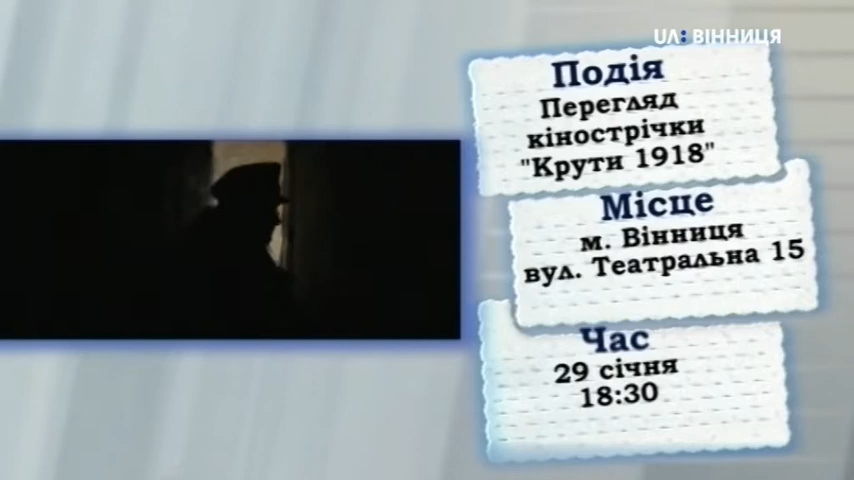 UA: ВІННИЦЯ
Подія
Перегляд
кінострічки
"Крути 1918"
Місце
м. Вінниця
вул. Театральна 15
Час
29 січня
18:30